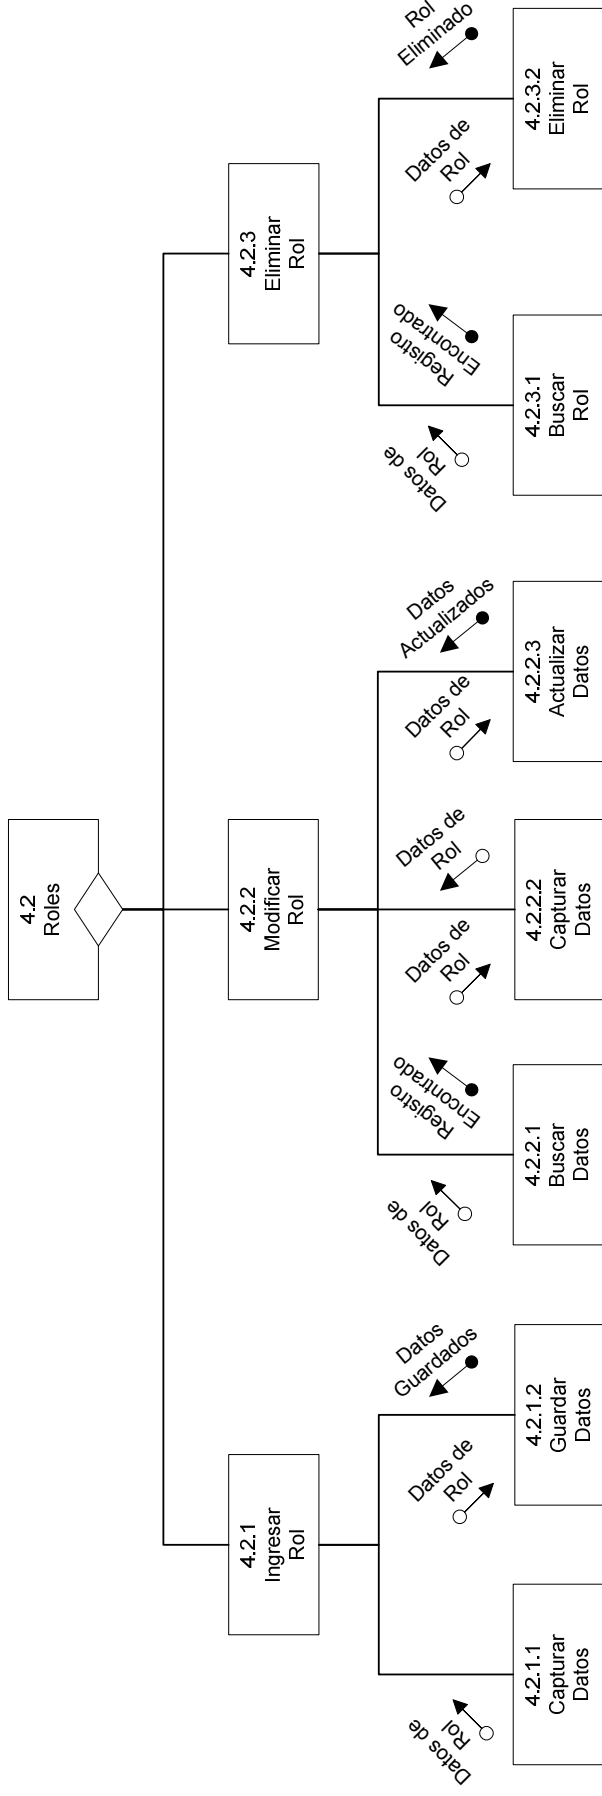 4.2
Roles
4.2.1
Ingresar
Rol
4.2.2
Modificar
Rol
4.2.3
Eliminar
Rol
Datos de
Rol
Datos de
Rol
Datos
Guardados
Datos de
Rol
Registro
Encontrado
Datos de
Rol
Datos de
Rol
Datos de
Rol
Datos
Actualizados
Datos de
Rol
Registro
Encontrado
Datos de
Rol
Rol
Eliminado
4.2.1.1
Capturar
Datos
4.2.1.2
Guardar
Datos
4.2.2.1
Buscar
Datos
4.2.2.2
Capturar
Datos
4.2.2.3
Actualizar
Datos
4.2.3.1
Buscar
Rol
4.2.3.2
Eliminar
Rol